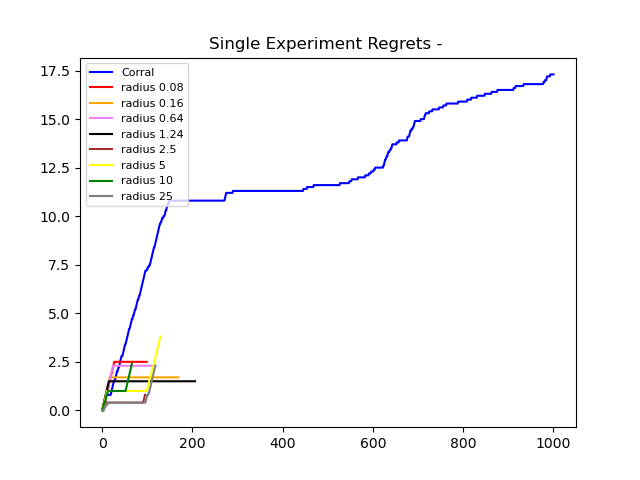 Single Experiment Regrets -
17.5
15.0
12.5
10.0
7.5
5.0
2.5
0.0
Corral
radius 0.08
radius 0.16
radius 0.64
radius 1.24
radius 2.5
radius 5
radius 10
radius 25
0
200
400
600
800
1000